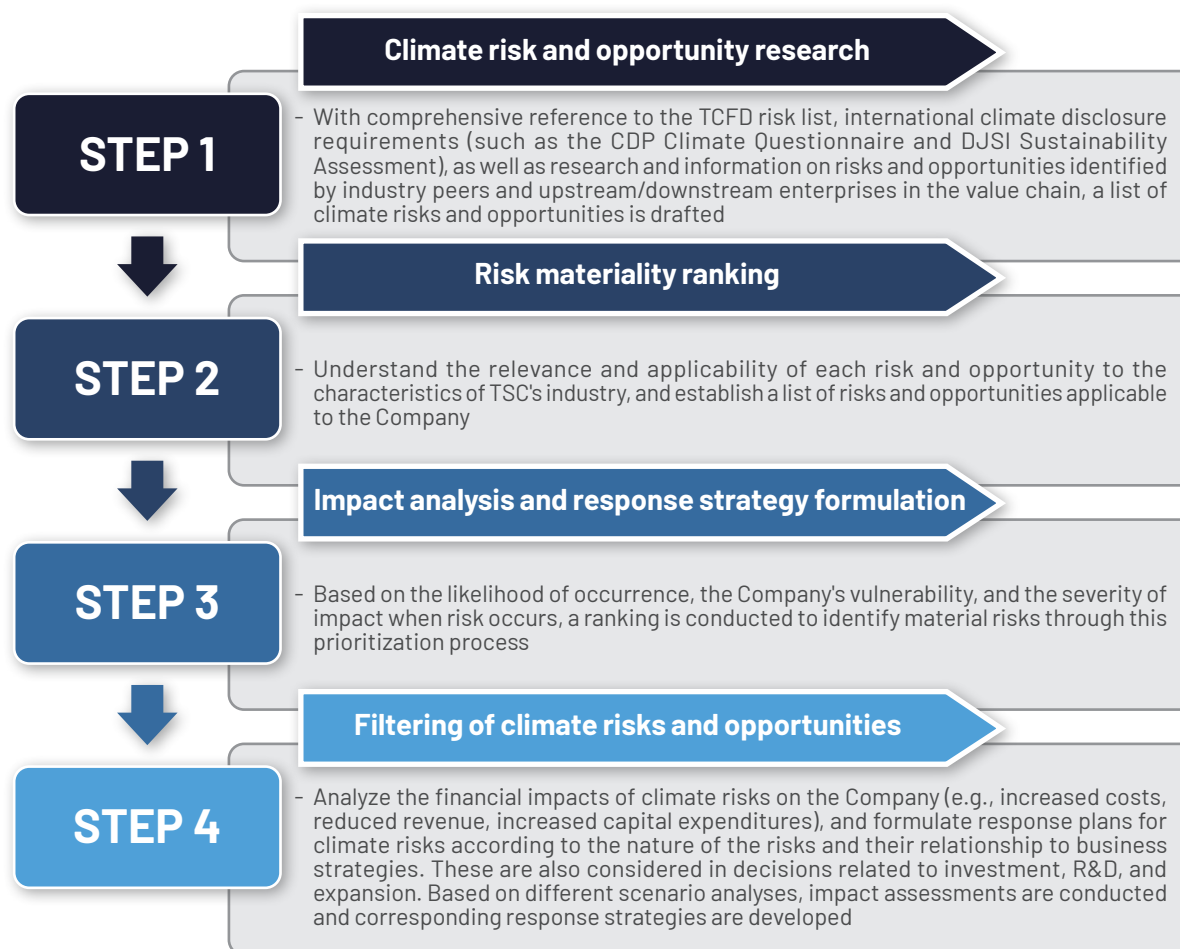 Climate risk and opportunity research
STEP 1
- With comprehensive reference to the TCFD risk list, international climate disclosure
requirements (such as the CDP Climate Questionnaire and DJSI Sustainability
Assessment), as well as research and information on risks and opportunities identified
by industry peers and upstream/downstream enterprises in the value chain, a list of
climate risks and opportunities is drafted
Risk materiality ranking
STEP 2
- Understand the relevance and applicability of each risk and opportunity to the
characteristics of TSC's industry, and establish a list of risks and opportunities applicable
to the Company
Impact analysis and response strategy formulation
STEP 3
- Based on the likelihood of occurrence, the Company's vulnerability, and the severity of
impact when risk occurs, a ranking is conducted to identify material risks through this
prioritization process
Filtering of climate risks and opportunities
STEP 4
- Analyze the financial impacts of climate risks on the Company (e.g., increased costs,
reduced revenue, increased capital expenditures), and formulate response plans for
climate risks according to the nature of the risks and their relationship to business
strategies. These are also considered in decisions related to investment, R&D, and
expansion. Based on different scenario analyses, impact assessments are conducted
and corresponding response strategies are developed